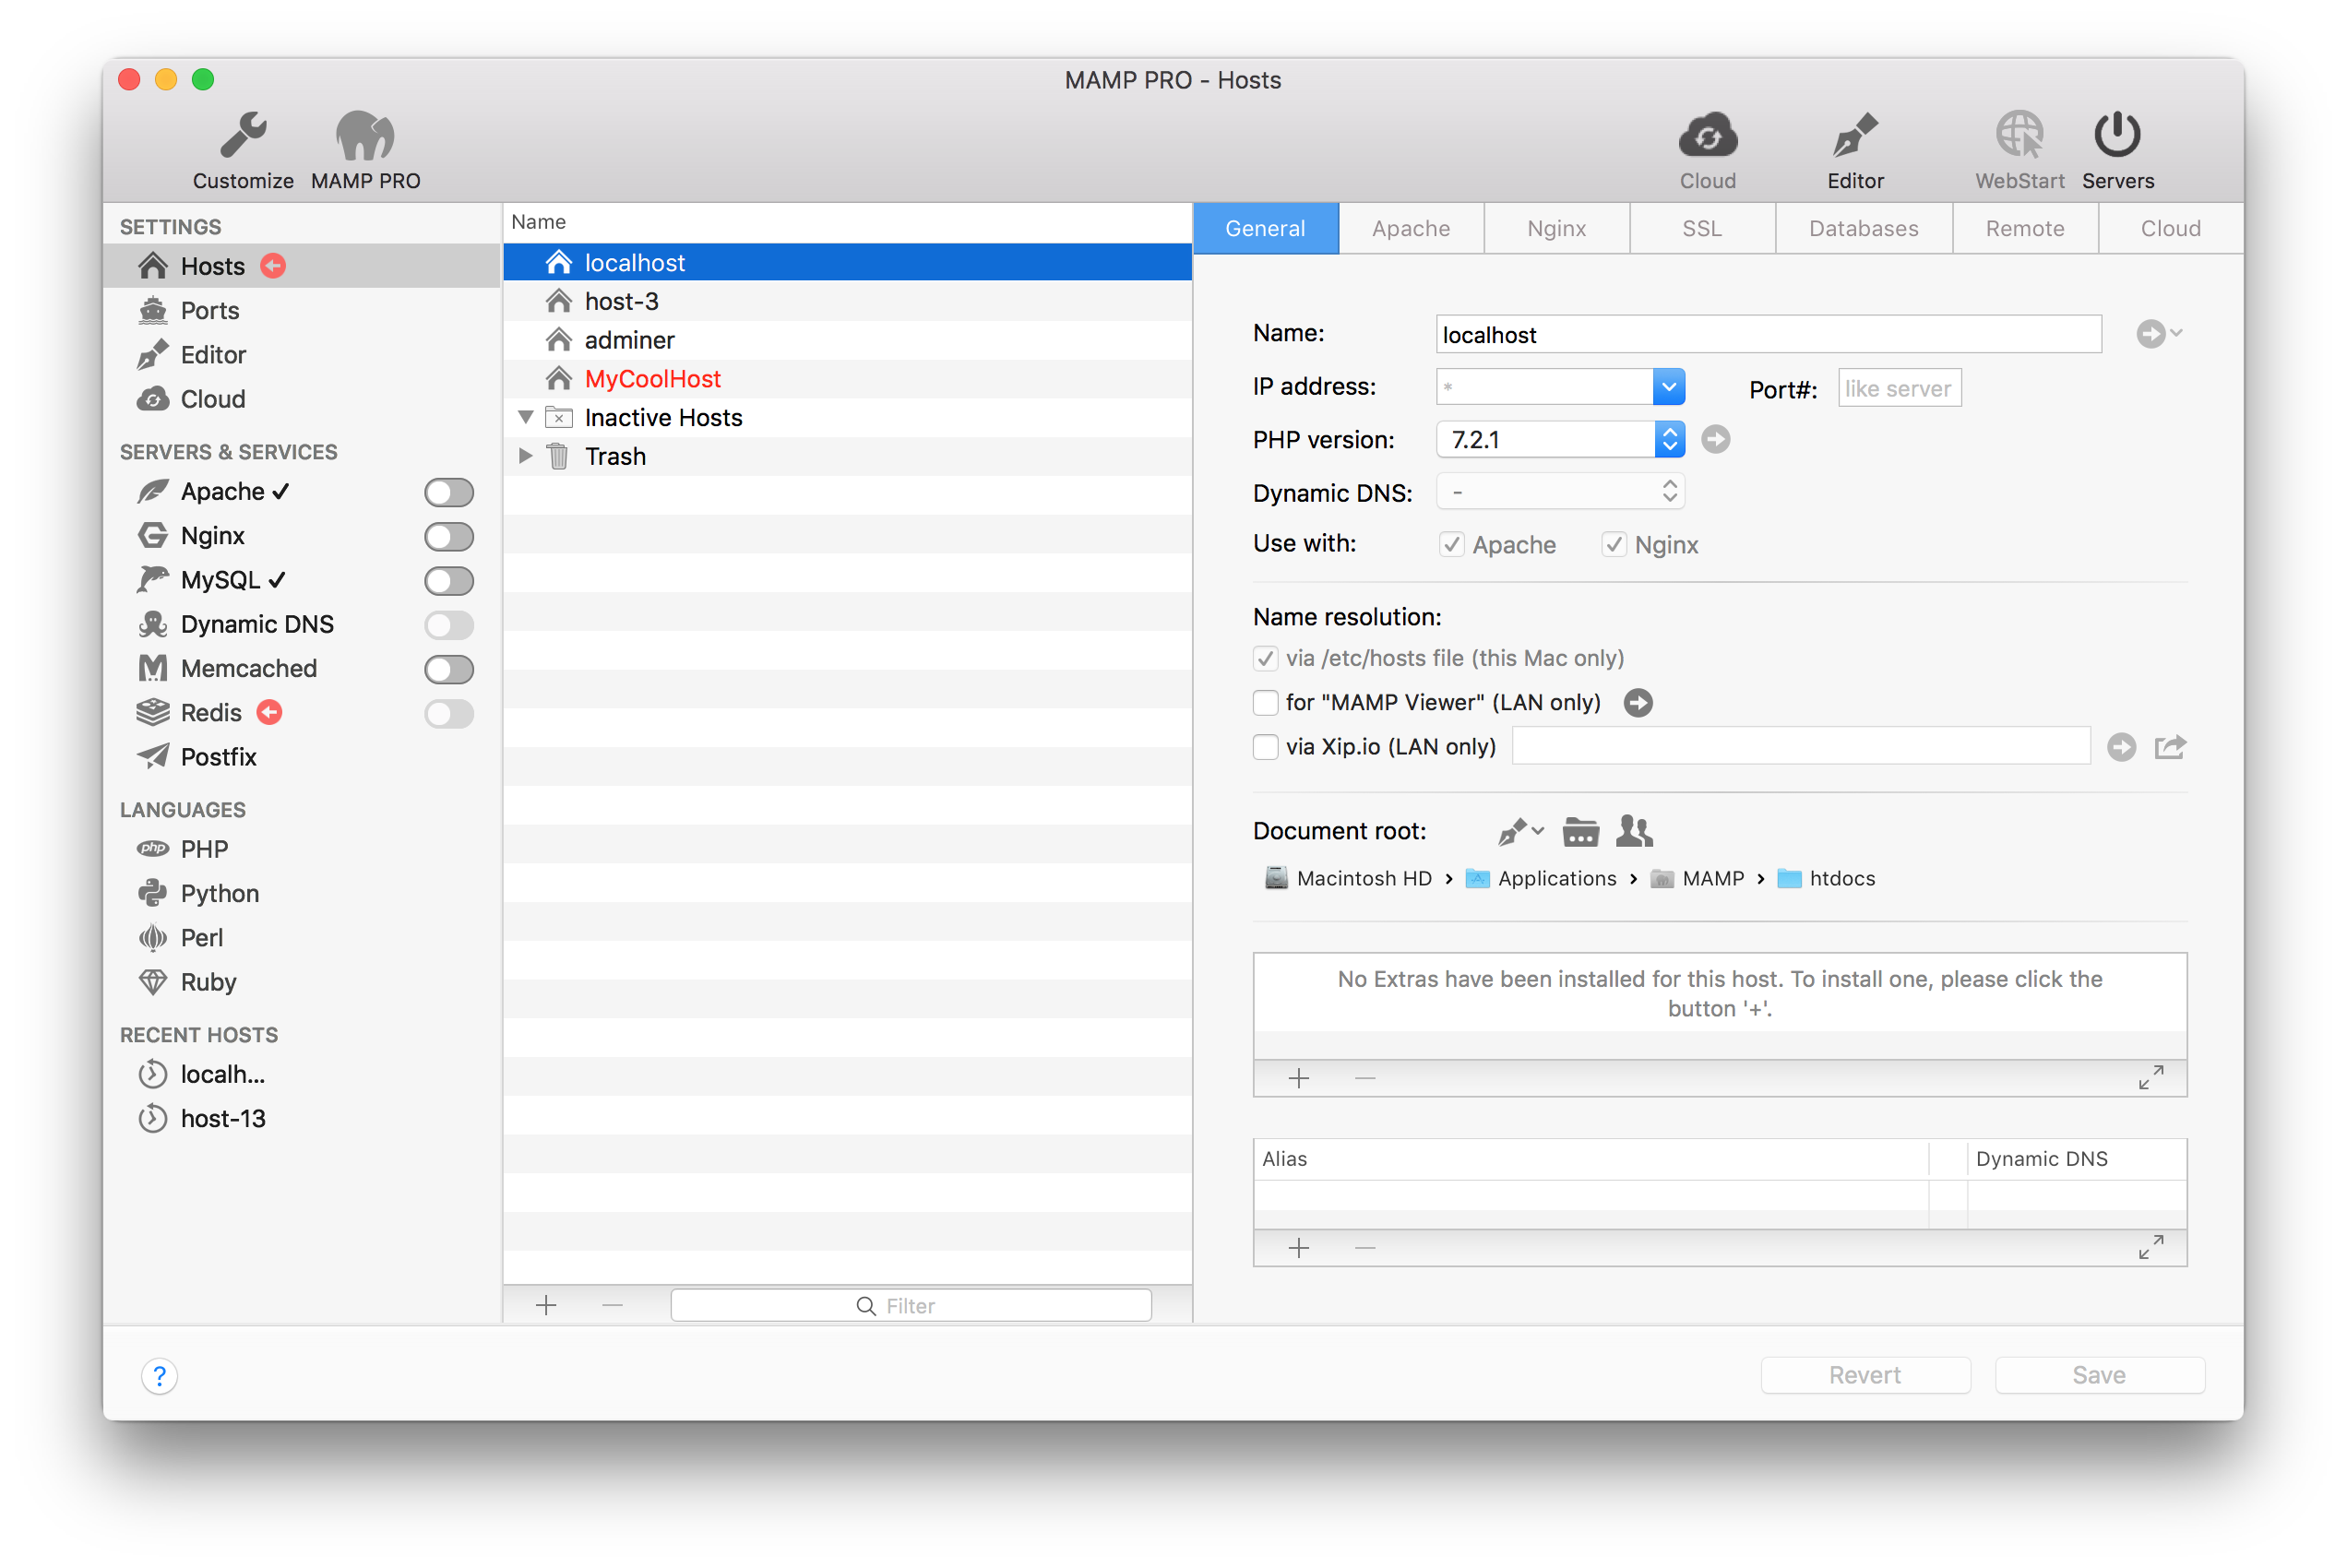 MAMP PRO - Hosts
Customize MAMP PRO Cloud Editor WebStart Servers
SETTINGS
Hosts
Ports
Editor
Cloud
SERVERS & SERVICES
Apache ✓
Nginx
MySQL ✓
Dynamic DNS
Memcached
Redis
Postfix
LANGUAGES
php PHP
Python
Perl
Ruby
RECENT HOSTS
localh...
host-13
Name
localhost
host-3
adminer
MyCoolHost
Inactive Hosts
Trash
Filter
General Apache Nginx SSL Databases Remote Cloud
Name: localhost
IP address: * Port#: like server
PHP version: 7.2.1
Dynamic DNS: -
Use with: Apache Nginx
Name resolution:
via /etc/hosts file (this Mac only)
for "MAMP Viewer" (LAN only)
via Xip.io (LAN only)
Document root:
Macintosh HD › Applications › MAMP › htdocs
No Extras have been installed for this host. To install one, please click the
button '+'.
Alias Dynamic DNS
? Revert Save